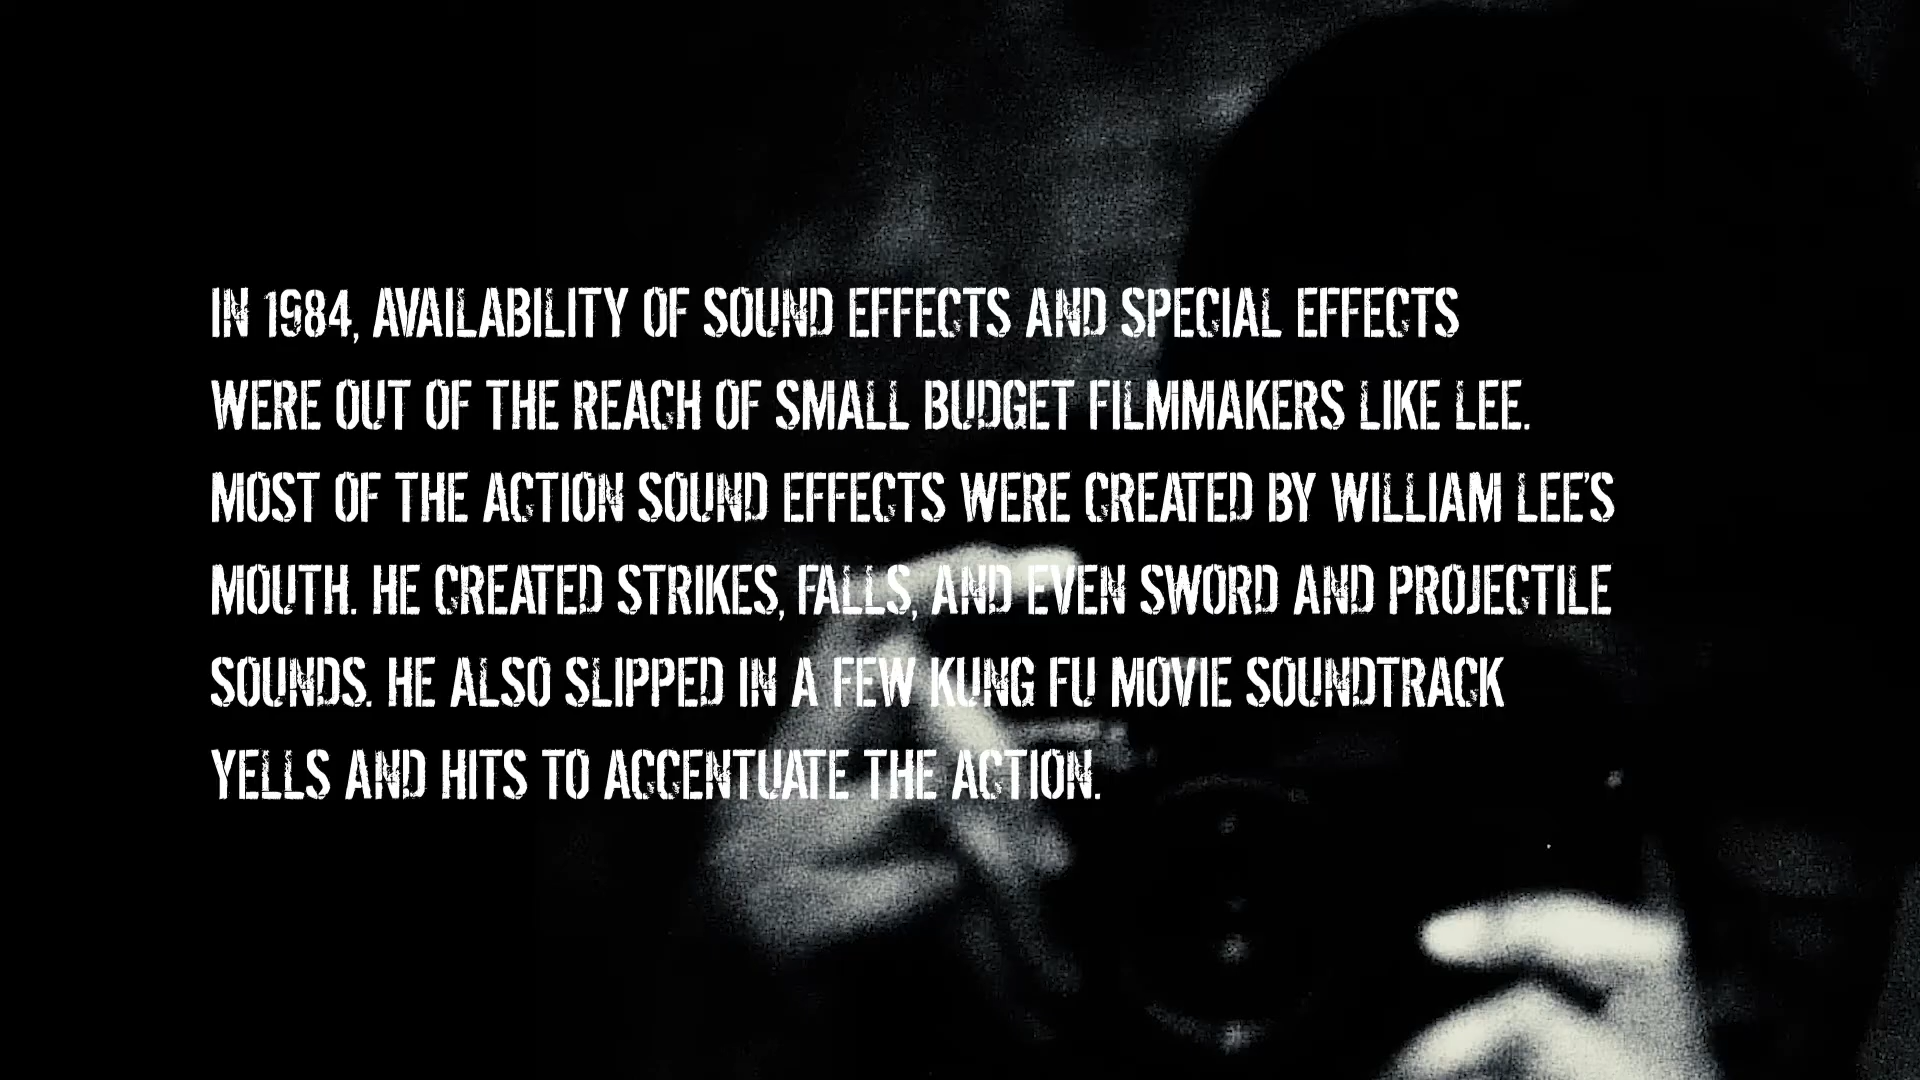 IN 1984, AVAILABILITY OF SOUND EFFECTS AND SPECIAL EFFECTS
WERE OUT OF THE REACH OF SMALL BUDGET FILMMAKERS LIKE LEE.
MOST OF THE ACTION SOUND EFFECTS WERE CREATED BY WILLIAM LEE'S
MOUTH. HE CREATED STRIKES, FALLS, AND EVEN SWORD AND PROJECTILE
SOUNDS. HE ALSO SLIPPED IN A FEW KUNG FU MOVIE SOUNDTRACK
YELLS AND HITS TO ACCENTUATE THE ACTION.